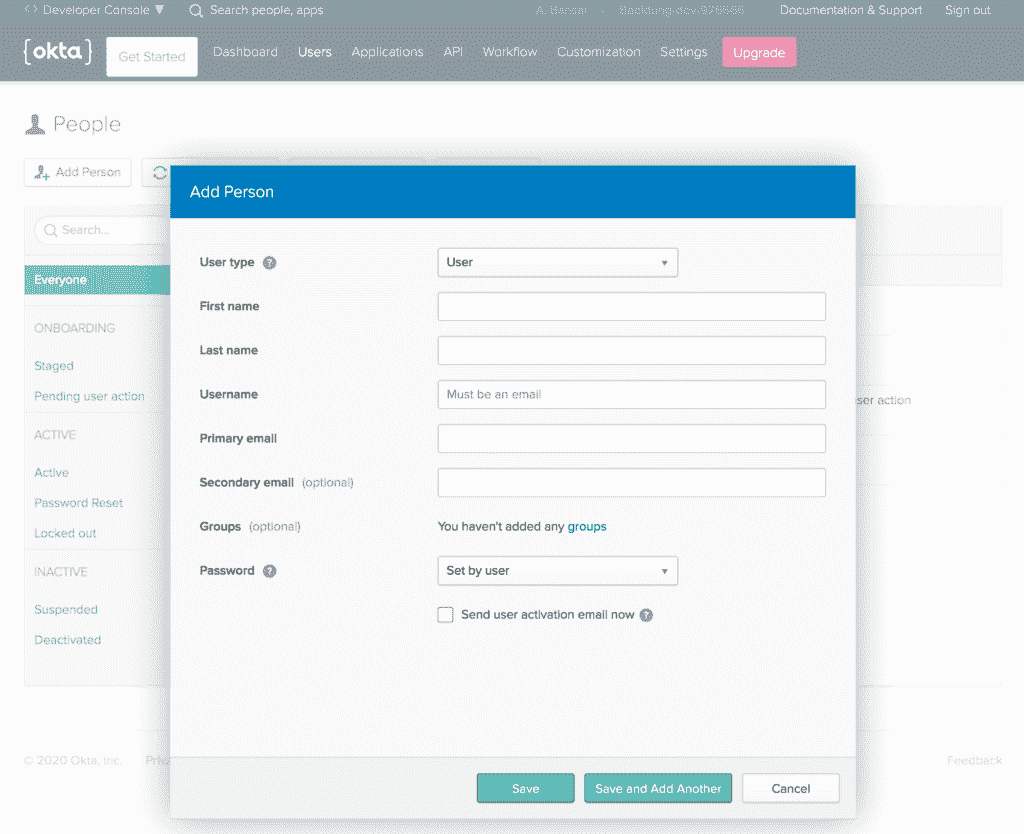 Developer Console ▼ Search people, apps A. Bansal Documentation & Support Sign out
{okta} Get Started Dashboard Users Applications API Workflow Customization Settings Upgrade
People
Add Person
Search...
Everyone
ONBOARDING
Staged
Pending user action
ACTIVE
Active
Password Reset
Locked out
INACTIVE
Suspended
Deactivated
Add Person
User type ? User
First name
Last name
Username Must be an email
Primary email
Secondary email (optional)
Groups (optional) You haven't added any groups
Password ? Set by user
Send user activation email now ?
Save Save and Add Another Cancel
ser action
© 2020 Okta, Inc. Priv
Feedback